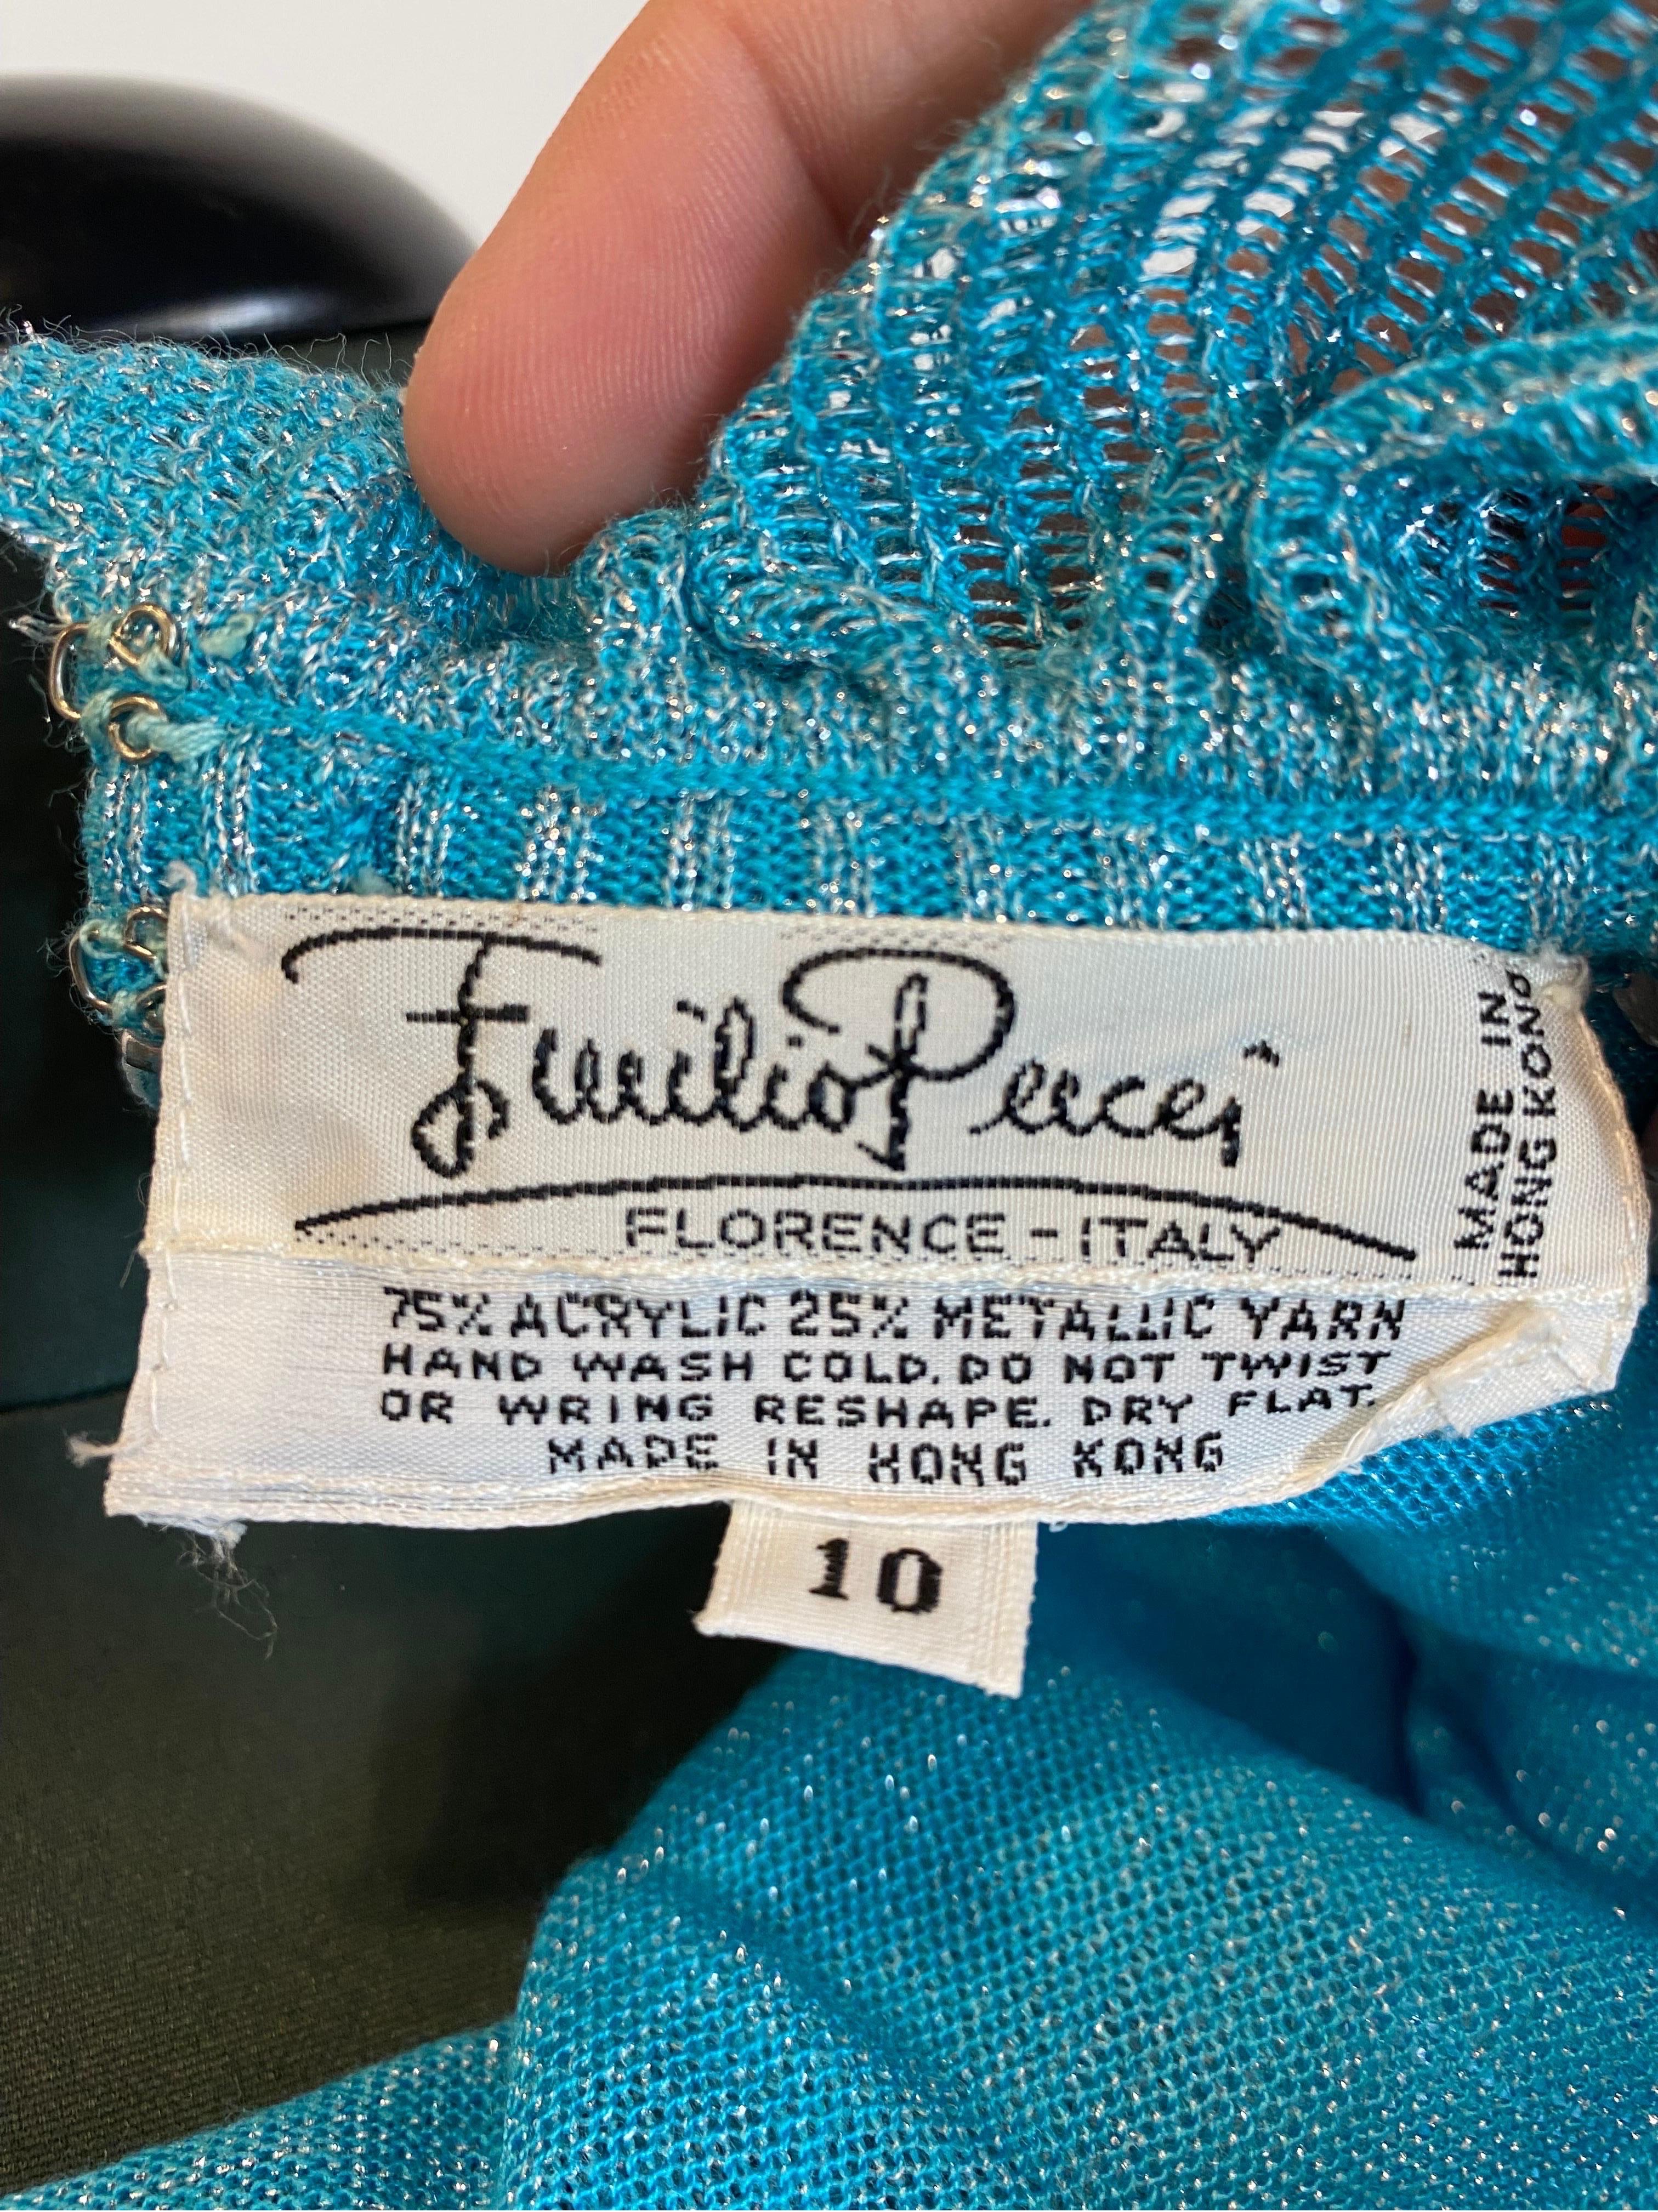 Emilio Pucci
FLORENCE - ITALY
MADE IN
HONG KONG
75% ACRYLIC 25% METALLIC YARN
HAND WASH COLD. DO NOT TWIST
OR WRING RESHAPE. DRY FLAT.
MADE IN HONG KONG
10